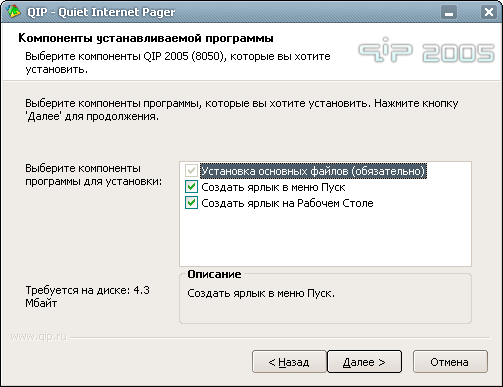 QIP - Quiet Internet Pager
Компоненты устанавливаемой программы
Выберите компоненты QIP 2005 (8050), которые вы хотите
установить.
qip 2005
Выберите компоненты программы, которые вы хотите установить. Нажмите кнопку
'Далее' для продолжения.
Выберите компоненты
программы для установки:
Установка основных файлов (обязательно)
Создать ярлык в меню Пуск
Создать ярлык на Рабочем Столе
Требуется на диске: 4.3
Мбайт
Описание
Создать ярлык в меню Пуск.
www.qip.ru
< Назад
Далее >
Отмена